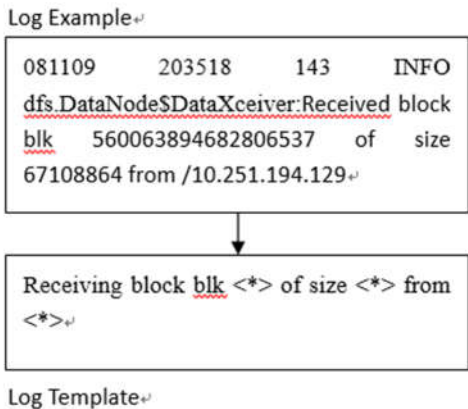 Log Example
081109 203518 143 INFO
dfs.DataNode$DataXceiver:Received block
blk 560063894682806537 of size
67108864 from /10.251.194.129
Receiving block blk <*> of size <*> from
<*>
Log Template